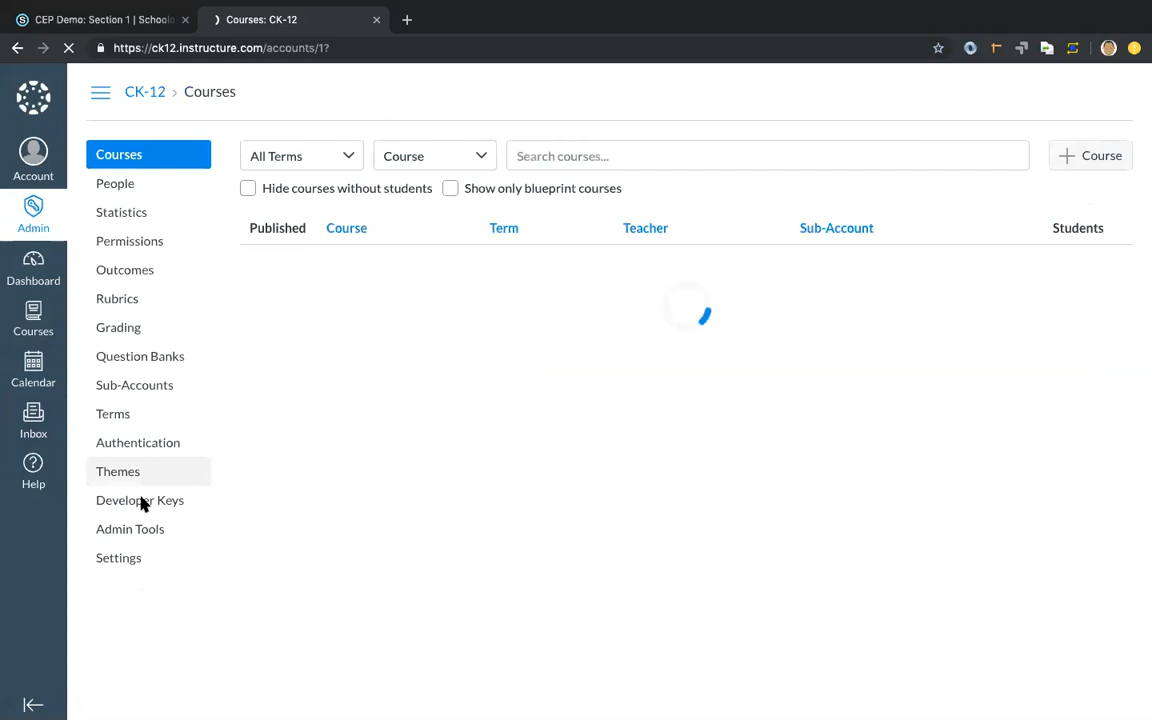 CEP Demo: Section 1 | Schoolo
Courses: CK-12
https://ck12.instructure.com/accounts/1?
CK-12 › Courses
Account
Admin
Dashboard
Courses
Calendar
Inbox
Help
Courses
People
Statistics
Permissions
Outcomes
Rubrics
Grading
Question Banks
Sub-Accounts
Terms
Authentication
Themes
Developer Keys
Admin Tools
Settings
All Terms
Course
Search courses...
Course
Hide courses without students
Show only blueprint courses
Published Course Term Teacher Sub-Account Students